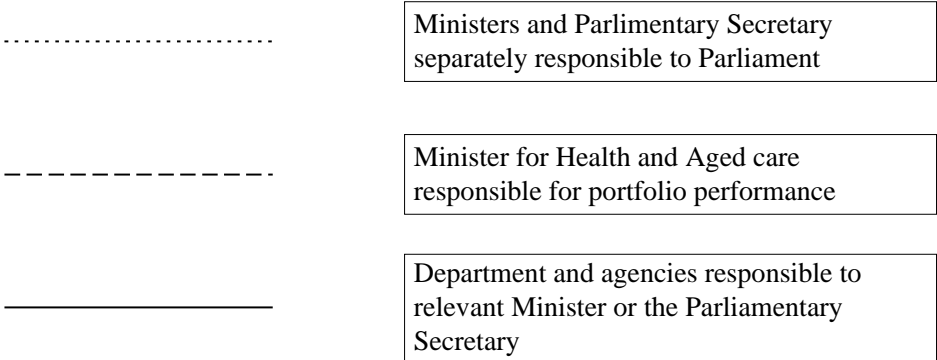 Ministers and Parlimentary Secretary
separately responsible to Parliament
Minister for Health and Aged care
responsible for portfolio performance
Department and agencies responsible to
relevant Minister or the Parliamentary
Secretary